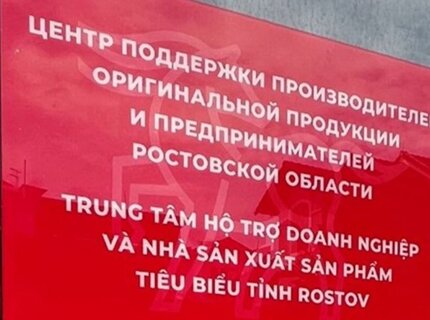 ЦЕНТР ПОДДЕРЖКИ ПРОИЗВОДИТЕЛЕ
ОРИГИНАЛЬНОЙ ПРОДУКЦИИ
И ПРЕДПРИНИМАТЕЛЕЙ
РОСТОВСКОЙ ОБЛАСТИ
TRUNG TÂM HỘ TRỢ DOANH NGHIỆP
VÀ NHÀ SẢN XUẤT SẢN PHẨM
TIÊU BIỂU TỈNH ROSTOV